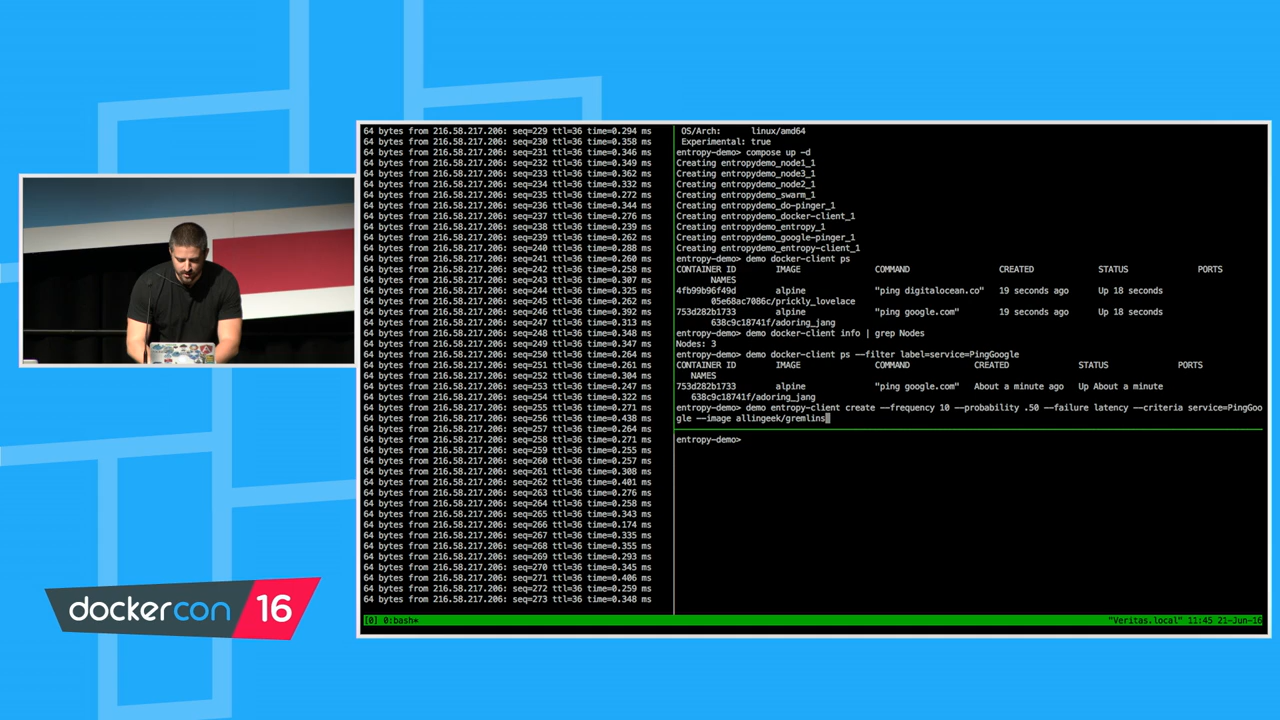 64 bytes from 216.58.217.206: seq=229 ttl=36 time=0.294 ms
64 bytes from 216.58.217.206: seq=230 ttl=36 time=0.358 ms
64 bytes from 216.58.217.206: seq=231 ttl=36 time=0.346 ms
64 bytes from 216.58.217.206: seq=232 ttl=36 time=0.349 ms
64 bytes from 216.58.217.206: seq=233 ttl=36 time=0.362 ms
64 bytes from 216.58.217.206: seq=234 ttl=36 time=0.332 ms
64 bytes from 216.58.217.206: seq=235 ttl=36 time=0.272 ms
64 bytes from 216.58.217.206: seq=236 ttl=36 time=0.344 ms
64 bytes from 216.58.217.206: seq=237 ttl=36 time=0.276 ms
64 bytes from 216.58.217.206: seq=238 ttl=36 time=0.239 ms
64 bytes from 216.58.217.206: seq=239 ttl=36 time=0.262 ms
64 bytes from 216.58.217.206: seq=240 ttl=36 time=0.288 ms
64 bytes from 216.58.217.206: seq=241 ttl=36 time=0.260 ms
64 bytes from 216.58.217.206: seq=242 ttl=36 time=0.258 ms
64 bytes from 216.58.217.206: seq=243 ttl=36 time=0.307 ms
64 bytes from 216.58.217.206: seq=244 ttl=36 time=0.325 ms
64 bytes from 216.58.217.206: seq=245 ttl=36 time=0.262 ms
64 bytes from 216.58.217.206: seq=246 ttl=36 time=0.392 ms
64 bytes from 216.58.217.206: seq=247 ttl=36 time=0.313 ms
64 bytes from 216.58.217.206: seq=248 ttl=36 time=0.348 ms
64 bytes from 216.58.217.206: seq=249 ttl=36 time=0.347 ms
64 bytes from 216.58.217.206: seq=250 ttl=36 time=0.264 ms
64 bytes from 216.58.217.206: seq=251 ttl=36 time=0.261 ms
64 bytes from 216.58.217.206: seq=252 ttl=36 time=0.304 ms
64 bytes from 216.58.217.206: seq=253 ttl=36 time=0.247 ms
64 bytes from 216.58.217.206: seq=254 ttl=36 time=0.322 ms
64 bytes from 216.58.217.206: seq=255 ttl=36 time=0.271 ms
64 bytes from 216.58.217.206: seq=256 ttl=36 time=0.438 ms
64 bytes from 216.58.217.206: seq=257 ttl=36 time=0.264 ms
64 bytes from 216.58.217.206: seq=258 ttl=36 time=0.271 ms
64 bytes from 216.58.217.206: seq=259 ttl=36 time=0.255 ms
64 bytes from 216.58.217.206: seq=260 ttl=36 time=0.257 ms
64 bytes from 216.58.217.206: seq=261 ttl=36 time=0.308 ms
64 bytes from 216.58.217.206: seq=262 ttl=36 time=0.401 ms
64 bytes from 216.58.217.206: seq=263 ttl=36 time=0.276 ms
64 bytes from 216.58.217.206: seq=264 ttl=36 time=0.258 ms
64 bytes from 216.58.217.206: seq=265 ttl=36 time=0.343 ms
64 bytes from 216.58.217.206: seq=266 ttl=36 time=0.174 ms
64 bytes from 216.58.217.206: seq=267 ttl=36 time=0.335 ms
64 bytes from 216.58.217.206: seq=268 ttl=36 time=0.355 ms
64 bytes from 216.58.217.206: seq=269 ttl=36 time=0.293 ms
64 bytes from 216.58.217.206: seq=270 ttl=36 time=0.345 ms
64 bytes from 216.58.217.206: seq=271 ttl=36 time=0.406 ms
64 bytes from 216.58.217.206: seq=272 ttl=36 time=0.259 ms
64 bytes from 216.58.217.206: seq=273 ttl=36 time=0.348 ms
OS/Arch: linux/amd64
Experimental: true
entropy-demo> compose up -d
Creating entropydemo_node1_1
Creating entropydemo_node3_1
Creating entropydemo_node2_1
Creating entropydemo_swarm_1
Creating entropydemo_do-pinger_1
Creating entropydemo_docker-client_1
Creating entropydemo_entropy_1
Creating entropydemo_google-pinger_1
Creating entropydemo_entropy-client_1
entropy-demo> demo docker-client ps
CONTAINER ID IMAGE COMMAND CREATED STATUS PORTS
NAMES
4fb99b96f49d alpine "ping digitalocean.co" 19 seconds ago Up 18 seconds
05e68ac7086c/prickly_lovelace
753d282b1733 alpine "ping google.com" 19 seconds ago Up 18 seconds
638c9c18741f/adoring_jang
entropy-demo> demo docker-client info | grep Nodes
Nodes: 3
entropy-demo> demo docker-client ps --filter label=service=PingGoogle
CONTAINER ID IMAGE COMMAND CREATED STATUS PORTS
NAMES
753d282b1733 alpine "ping google.com" About a minute ago Up About a minute
638c9c18741f/adoring_jang
entropy-demo> demo entropy-client create --frequency 10 --probability .50 --failure latency --criteria service=PingGoo
gle --image allingeek/gremlins
entropy-demo>
[0] 0:bash* "Veritas.local" 11:45 21-Jun-16
dockercon 16